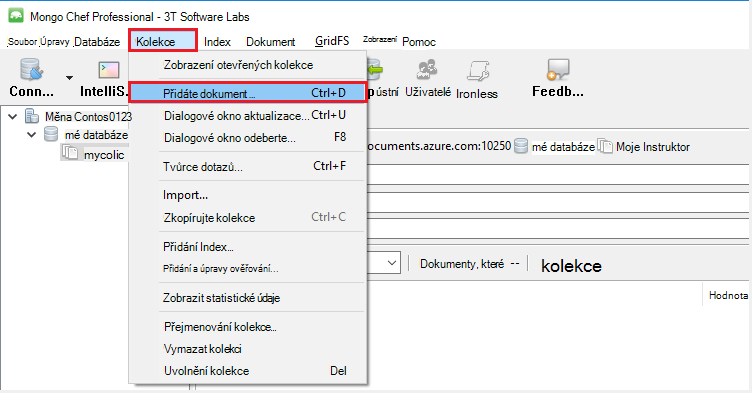 Mongo Chef Professional - 3T Software Labs
Soubor Úpravy Databáze Kolekce Index Dokument GridFS Zobrazení Pomoc
Conn... IntelliS. pústní Uživatelé Ironless Feedb...
Zobrazení otevřených kolekce
Přidáte dokument... Ctrl+D
Dialogové okno aktualizace... Ctrl+U
Dialogové okno odeberte... F8
Tvůrce dotazů... Ctrl+F
Import...
Zkopírujte kolekce Ctrl+C
Přidání Index...
Přidání a úpravy ověřování...
Zobrazit statistické údaje
Přejmenování kolekce...
Vymazat kolekci
Uvolnění kolekce Del
Měna Contos0123
mé databáze
mycolic
ocuments.azure.com:10250 mé databáze Moje Instruktor
Dokumenty, které -- kolekce
Hodnota